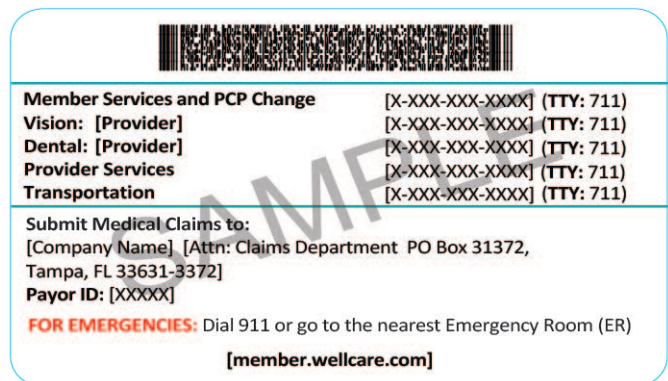 Member Services and PCP Change [X-XXX-XXX-XXXX] (TTY: 711)
Vision: [Provider] [X-XXX-XXX-XXXX] (TTY: 711)
Dental: [Provider] [X-XXX-XXX-XXXX] (TTY: 711)
Provider Services [X-XXX-XXX-XXXX] (TTY: 711)
Transportation [X-XXX-XXX-XXXX] (TTY: 711)
SAMPLE
Submit Medical Claims to:
[Company Name] [Attn: Claims Department PO Box 31372,
Tampa, FL 33631-3372]
Payor ID: [XXXXX]
FOR EMERGENCIES: Dial 911 or go to the nearest Emergency Room (ER)
[member.wellcare.com]